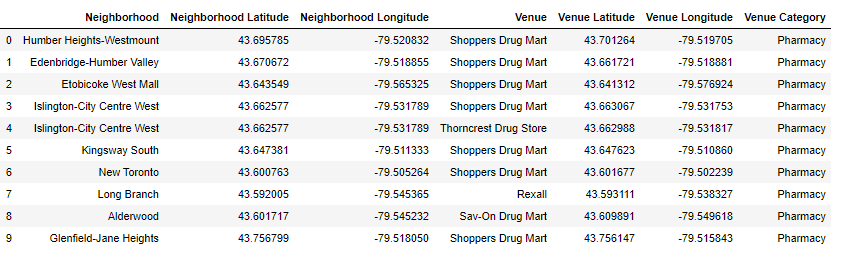 Neighborhood Neighborhood Latitude Neighborhood Longitude Venue Venue Latitude Venue Longitude Venue Category
0 Humber Heights-Westmount 43.695785 -79.520832 Shoppers Drug Mart 43.701264 -79.519705 Pharmacy
1 Edenbridge-Humber Valley 43.670672 -79.518855 Shoppers Drug Mart 43.661721 -79.518881 Pharmacy
2 Etobicoke West Mall 43.643549 -79.565325 Shoppers Drug Mart 43.641312 -79.576924 Pharmacy
3 Islington-City Centre West 43.662577 -79.531789 Shoppers Drug Mart 43.663067 -79.531753 Pharmacy
4 Islington-City Centre West 43.662577 -79.531789 Thorncrest Drug Store 43.662988 -79.531817 Pharmacy
5 Kingsway South 43.647381 -79.511333 Shoppers Drug Mart 43.647623 -79.510860 Pharmacy
6 New Toronto 43.600763 -79.505264 Shoppers Drug Mart 43.601677 -79.502239 Pharmacy
7 Long Branch 43.592005 -79.545365 Rexall 43.593111 -79.538327 Pharmacy
8 Alderwood 43.601717 -79.545232 Sav-On Drug Mart 43.609891 -79.549618 Pharmacy
9 Glenfield-Jane Heights 43.756799 -79.518050 Shoppers Drug Mart 43.756147 -79.515843 Pharmacy